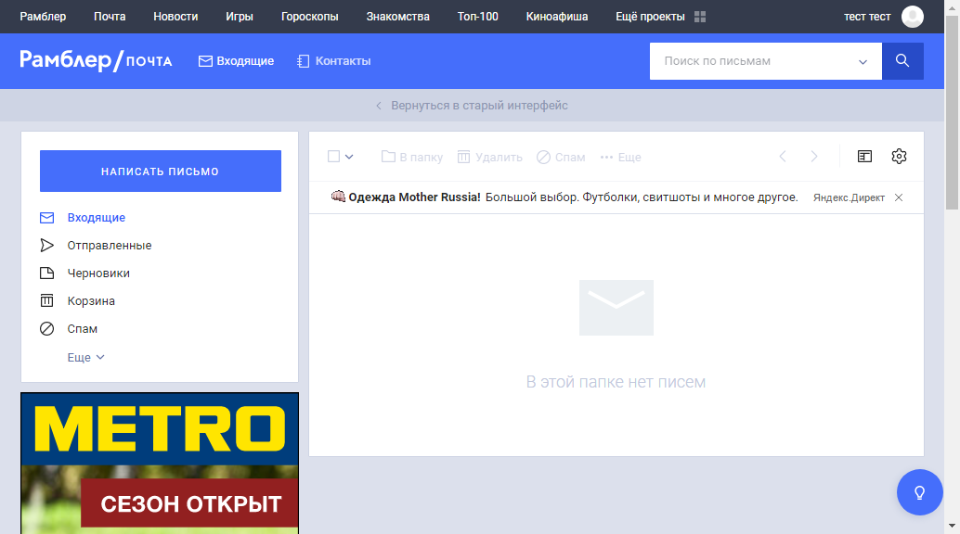 Рамблер Почта Новости Игры Гороскопы Знакомства Топ-100 Киноафиша Ещё проекты тест тест
Рамблер/почта Входящие Контакты Поиск по письмам
Вернуться в старый интерфейс
НАПИСАТЬ ПИСЬМО
Входящие
Отправленные
Черновики
Корзина
Спам
Еще
В папку Удалить Спам Еще
Одежда Mother Russia! Большой выбор. Футболки, свитшоты и многое другое. Яндекс.Директ
В этой папке нет писем
METRO
СЕЗОН ОТКРЫТ